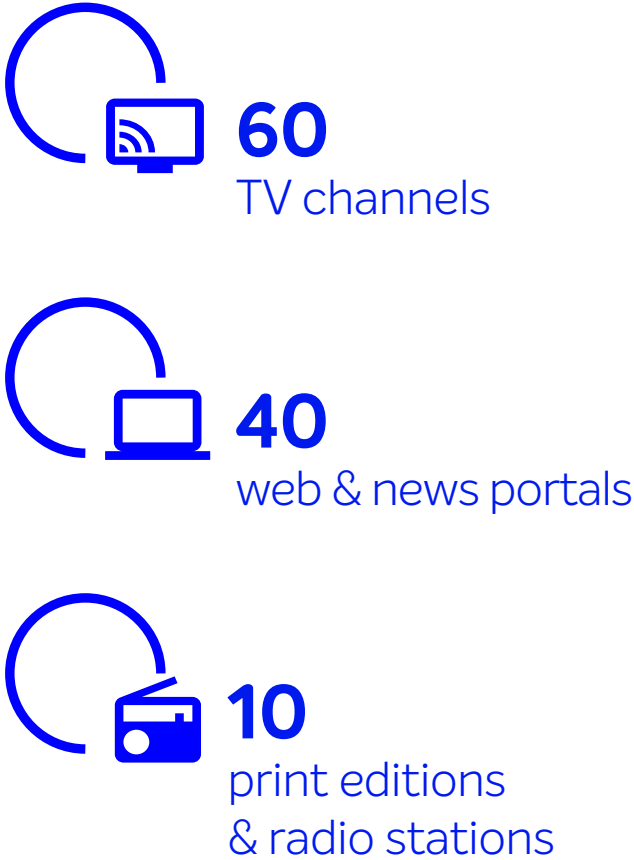 60
TV channels
40
web & news portals
10
print editions
& radio stations